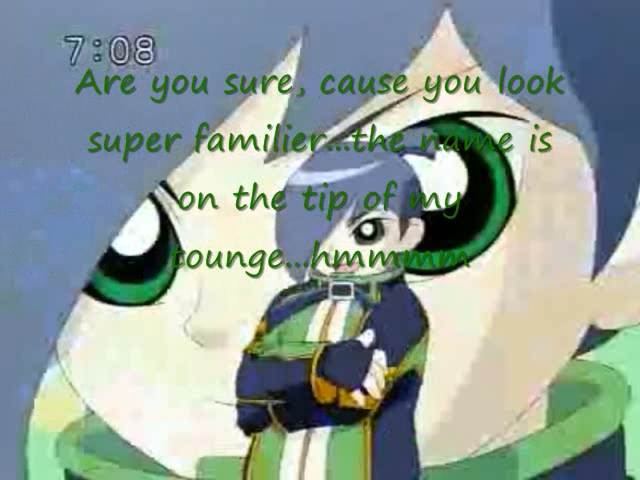 7:08
Are you sure, cause you look
super familier...the name is
on the tip of my
tounge...hmmmm